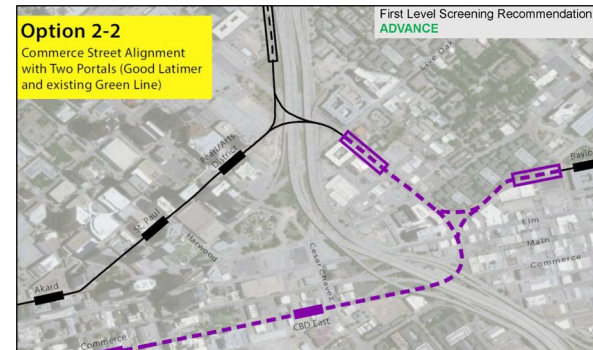 Option 2-2
Commerce Street Alignment
with Two Portals (Good Latimer
and existing Green Line)
First Level Screening Recommendation
ADVANCE
Live Oak
Pearl/Arts
District
St. Paul
Harwood
Akard
Cesar Chavez
CBD East
Commerce
Baylor
Elm
Main
Commerce